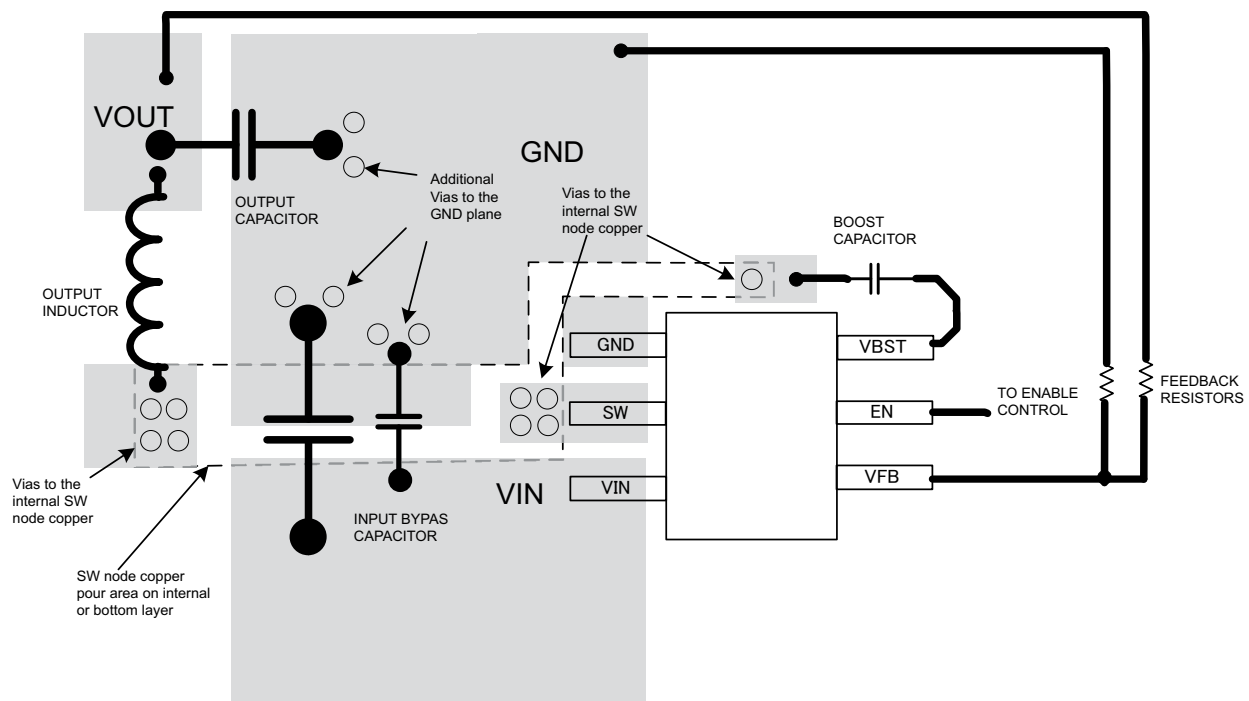 VOUT
GND
OUTPUT
CAPACITOR
Additional
Vias to the
GND plane
Vias to the
internal SW
node copper
BOOST
CAPACITOR
OUTPUT
INDUCTOR
GND
VBST
SW
EN
TO ENABLE
CONTROL
FEEDBACK
RESISTORS
VIN
VIN
VFB
Vias to the
internal SW
node copper
INPUT BYPAS
CAPACITOR
SW node copper
pour area on internal
or bottom layer